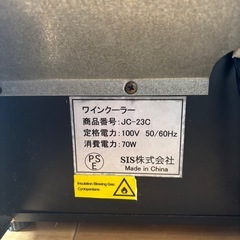 ワインクーラー
商品番号: JC-23C
定格電力: 100V 50/60Hz
消費電力: 70W
PS
E
SIS株式会社
Made in China
Insulation Blowing Gas:
Cyclopentane